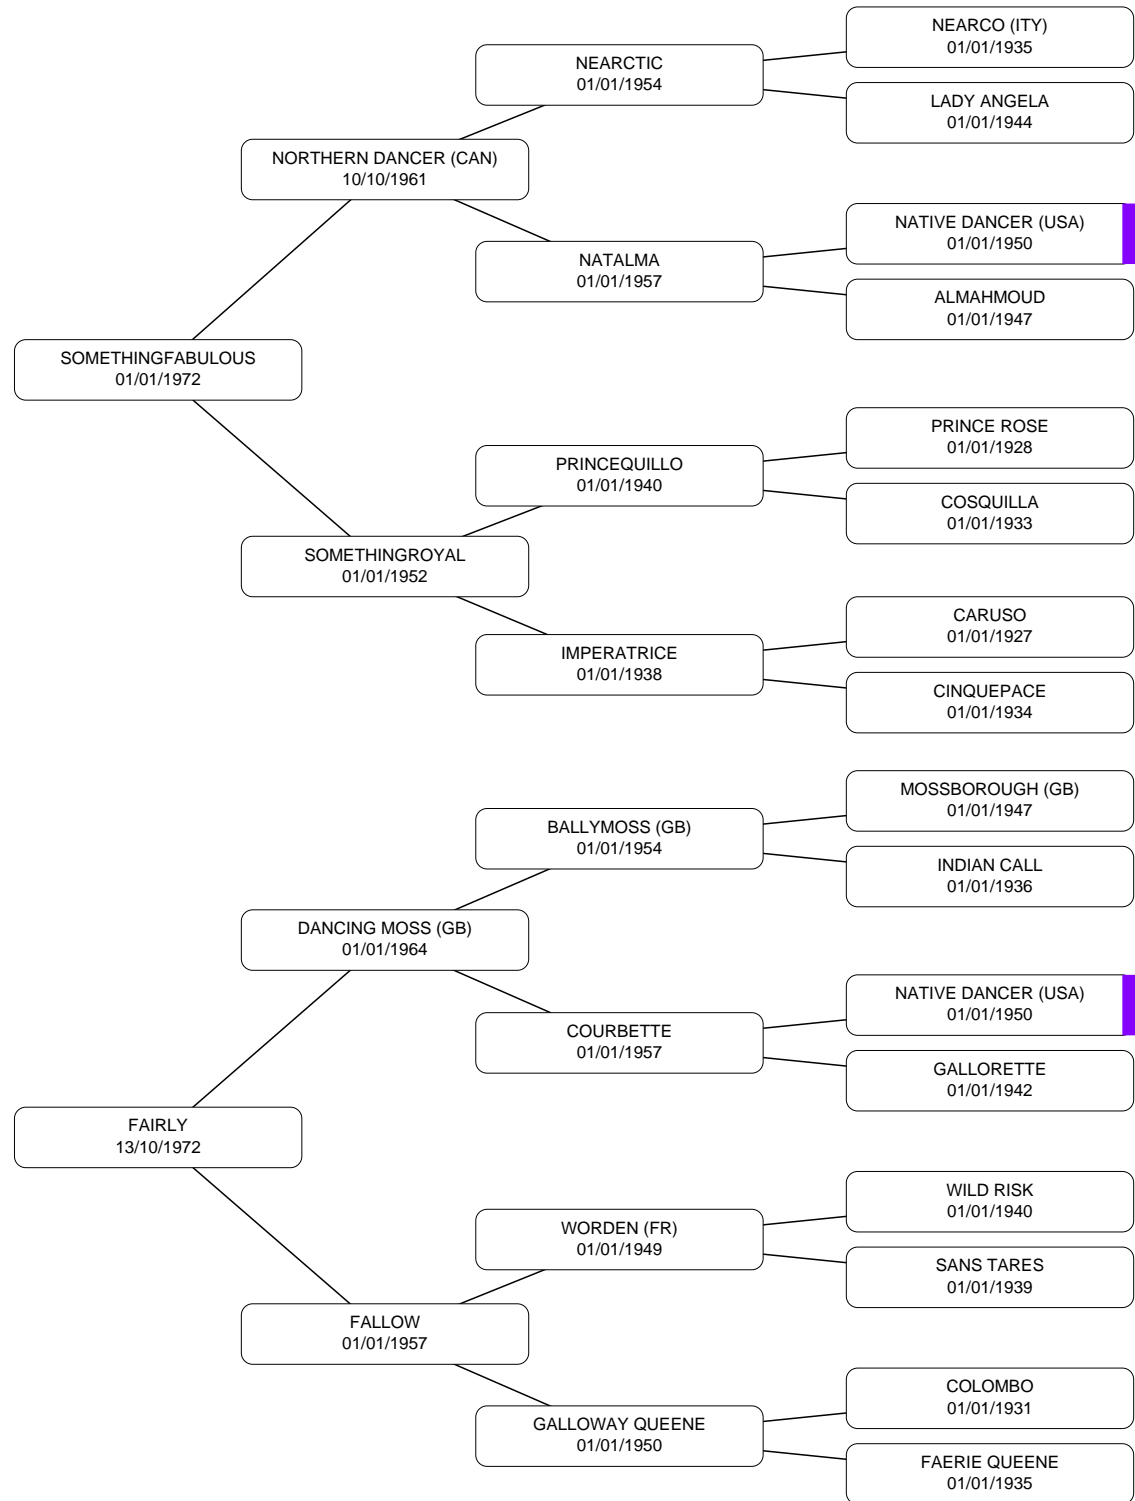 NEARCO (ITY)
01/01/1935
NEARCTIC
01/01/1954
LADY ANGELA
01/01/1944
NORTHERN DANCER (CAN)
10/10/1961
NATIVE DANCER (USA)
01/01/1950
NATALMA
01/01/1957
ALMAHMOUD
01/01/1947
SOMETHINGFABULOUS
01/01/1972
PRINCE ROSE
01/01/1928
PRINCEQUILLO
01/01/1940
COSQUILLA
01/01/1933
SOMETHINGROYAL
01/01/1952
CARUSO
01/01/1927
IMPERATRICE
01/01/1938
CINQUEPACE
01/01/1934
MOSSBOROUGH (GB)
01/01/1947
BALLYMOSS (GB)
01/01/1954
INDIAN CALL
01/01/1936
DANCING MOSS (GB)
01/01/1964
NATIVE DANCER (USA)
01/01/1950
COURBETTE
01/01/1957
GALLORETTE
01/01/1942
FAIRLY
13/10/1972
WILD RISK
01/01/1940
WORDEN (FR)
01/01/1949
SANS TARES
01/01/1939
FALLOW
01/01/1957
COLOMBO
01/01/1931
GALLOWAY QUEENE
01/01/1950
FAERIE QUEENE
01/01/1935